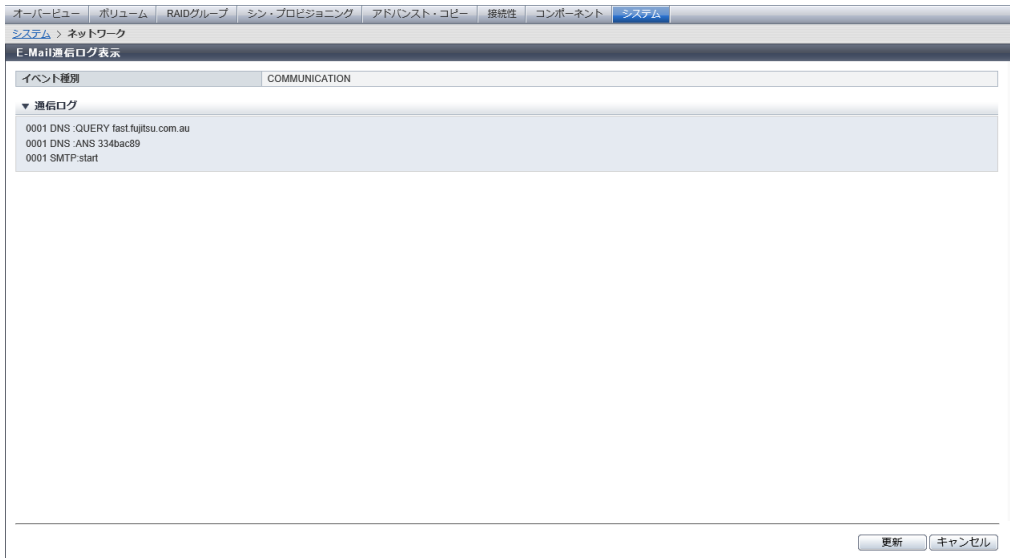 オーバービュー ボリューム RAIDグループ シン・プロビジョニング アドバンスト・コピー 接続性 コンポーネント システム
システム > ネットワーク
E-Mail通信ログ表示
イベント種別 COMMUNICATION
▼ 通信ログ
0001 DNS :QUERY fast.fujitsu.com.au
0001 DNS :ANS 334bac89
0001 SMTP:start
更新 キャンセル